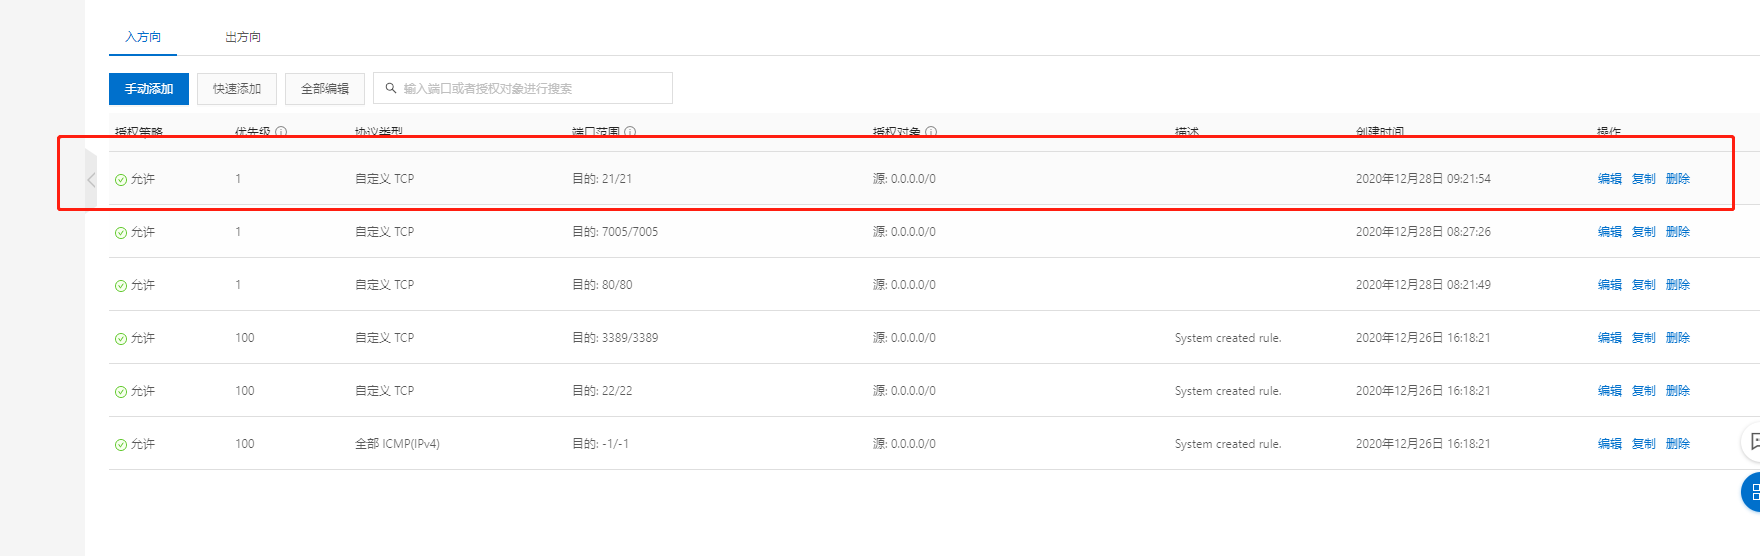 入方向 出方向
手动添加 快速添加 全部编辑 输入端口或者授权对象进行搜索
授权策略 优先级 协议类型 端口范围 授权对象 描述 创建时间 操作
允许 1 自定义 TCP 目的: 21/21 源: 0.0.0.0/0 2020年12月28日 09:21:54 编辑 复制 删除
允许 1 自定义 TCP 目的: 7005/7005 源: 0.0.0.0/0 2020年12月28日 08:27:26 编辑 复制 删除
允许 1 自定义 TCP 目的: 80/80 源: 0.0.0.0/0 2020年12月28日 08:21:49 编辑 复制 删除
允许 100 自定义 TCP 目的: 3389/3389 源: 0.0.0.0/0 System created rule. 2020年12月26日 16:18:21 编辑 复制 删除
允许 100 自定义 TCP 目的: 22/22 源: 0.0.0.0/0 System created rule. 2020年12月26日 16:18:21 编辑 复制 删除
允许 100 全部 ICMP(IPv4) 目的: -1/-1 源: 0.0.0.0/0 System created rule. 2020年12月26日 16:18:21 编辑 复制 删除